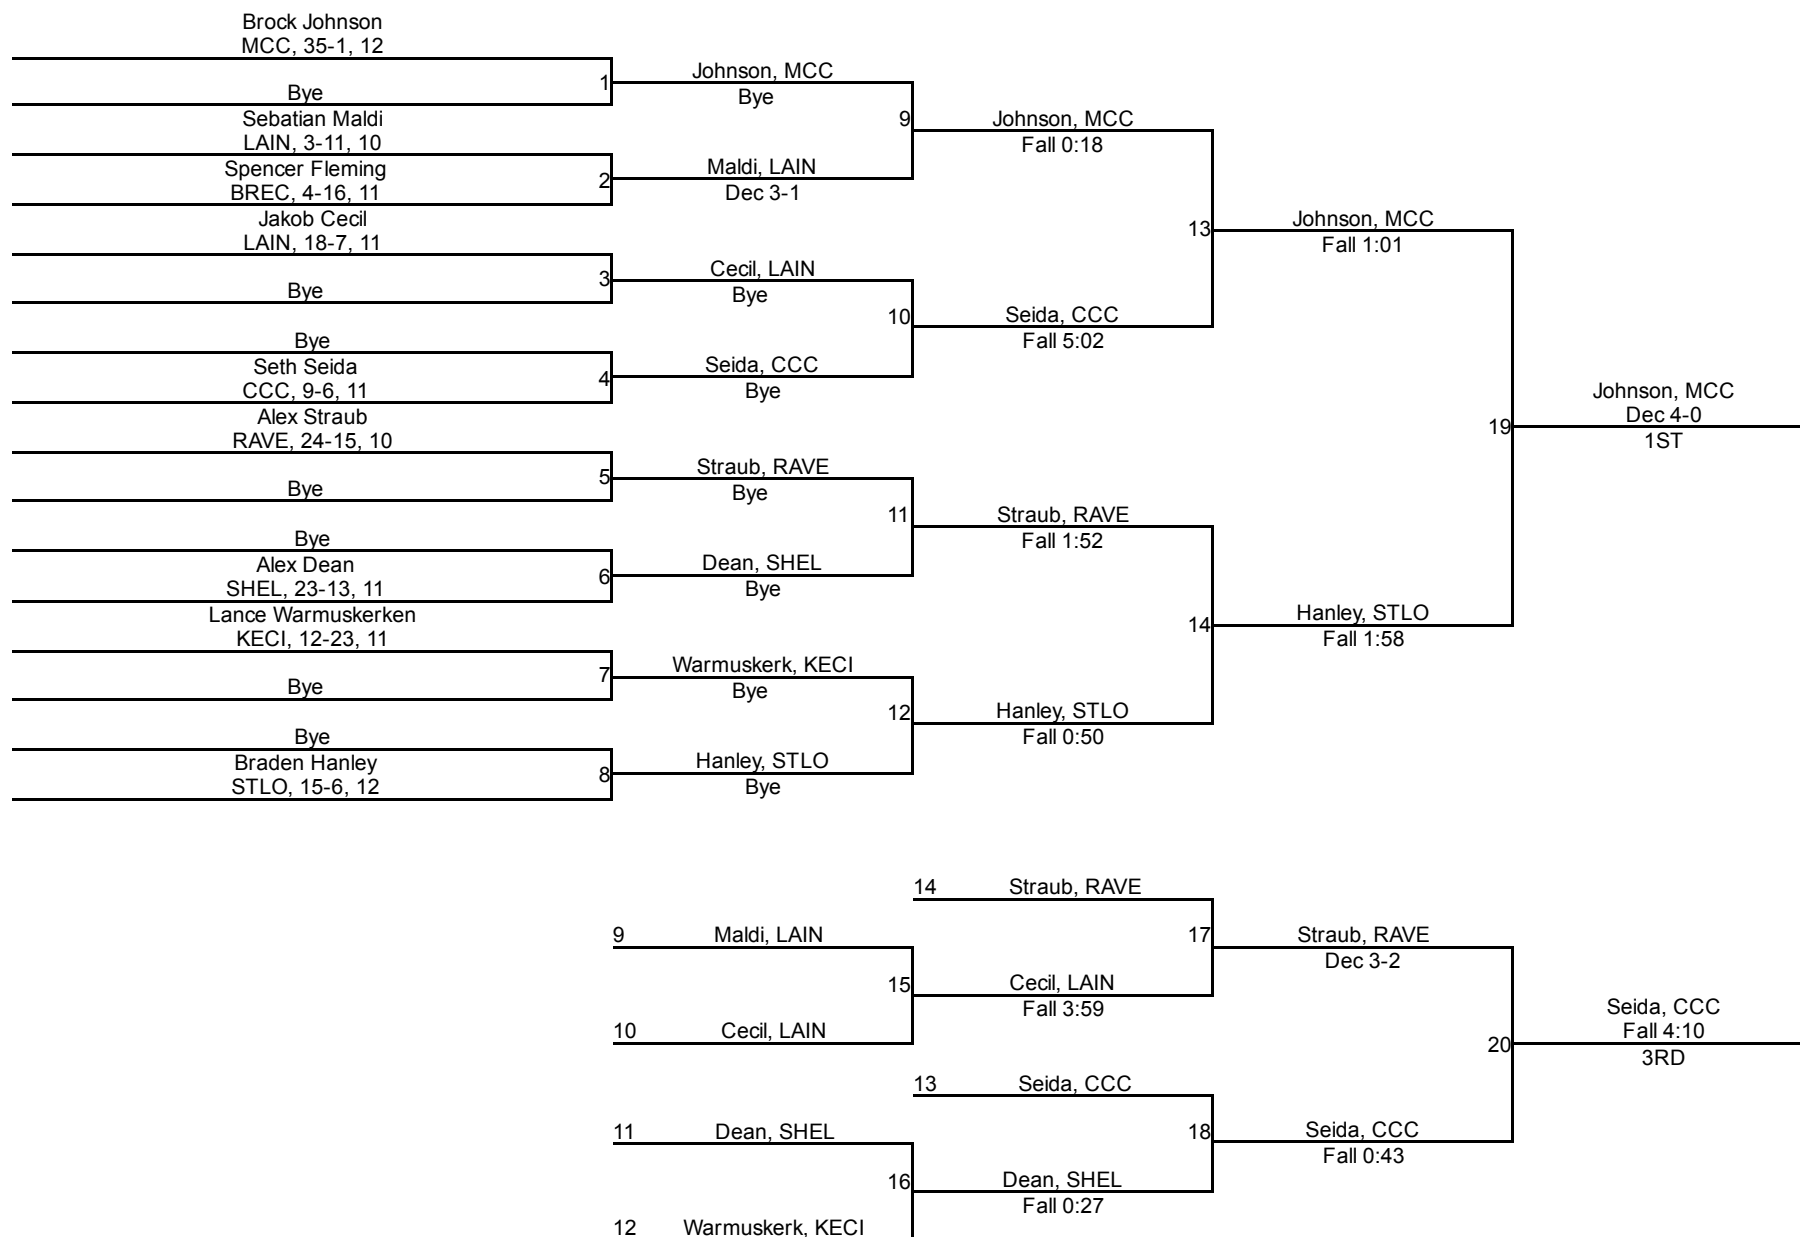 Brock Johnson
MCC, 35-1, 12
Bye
1
Johnson, MCC
Bye
Sebatian Maldi
LAIN, 3-11, 10
Spencer Fleming
BREC, 4-16, 11
2
Maldi, LAIN
Dec 3-1
9
Johnson, MCC
Fall 0:18
Jakob Cecil
LAIN, 18-7, 11
Bye
3
Cecil, LAIN
Bye
Bye
Seth Seida
CCC, 9-6, 11
4
Seida, CCC
Bye
10
Seida, CCC
Fall 5:02
13
Johnson, MCC
Fall 1:01
Alex Straub
RAVE, 24-15, 10
Bye
5
Straub, RAVE
Bye
Bye
Alex Dean
SHEL, 23-13, 11
6
Dean, SHEL
Bye
11
Straub, RAVE
Fall 1:52
Lance Warmuskerken
KECI, 12-23, 11
Bye
7
Warmuskerk, KECI
Bye
Bye
Braden Hanley
STLO, 15-6, 12
8
Hanley, STLO
Bye
12
Hanley, STLO
Fall 0:50
14
Hanley, STLO
Fall 1:58
19
Johnson, MCC
Dec 4-0
1ST
14
Straub, RAVE
9
Maldi, LAIN
10
Cecil, LAIN
15
Cecil, LAIN
Fall 3:59
17
Straub, RAVE
Dec 3-2
13
Seida, CCC
11
Dean, SHEL
12
Warmuskerk, KECI
16
Dean, SHEL
Fall 0:27
18
Seida, CCC
Fall 0:43
20
Seida, CCC
Fall 4:10
3RD